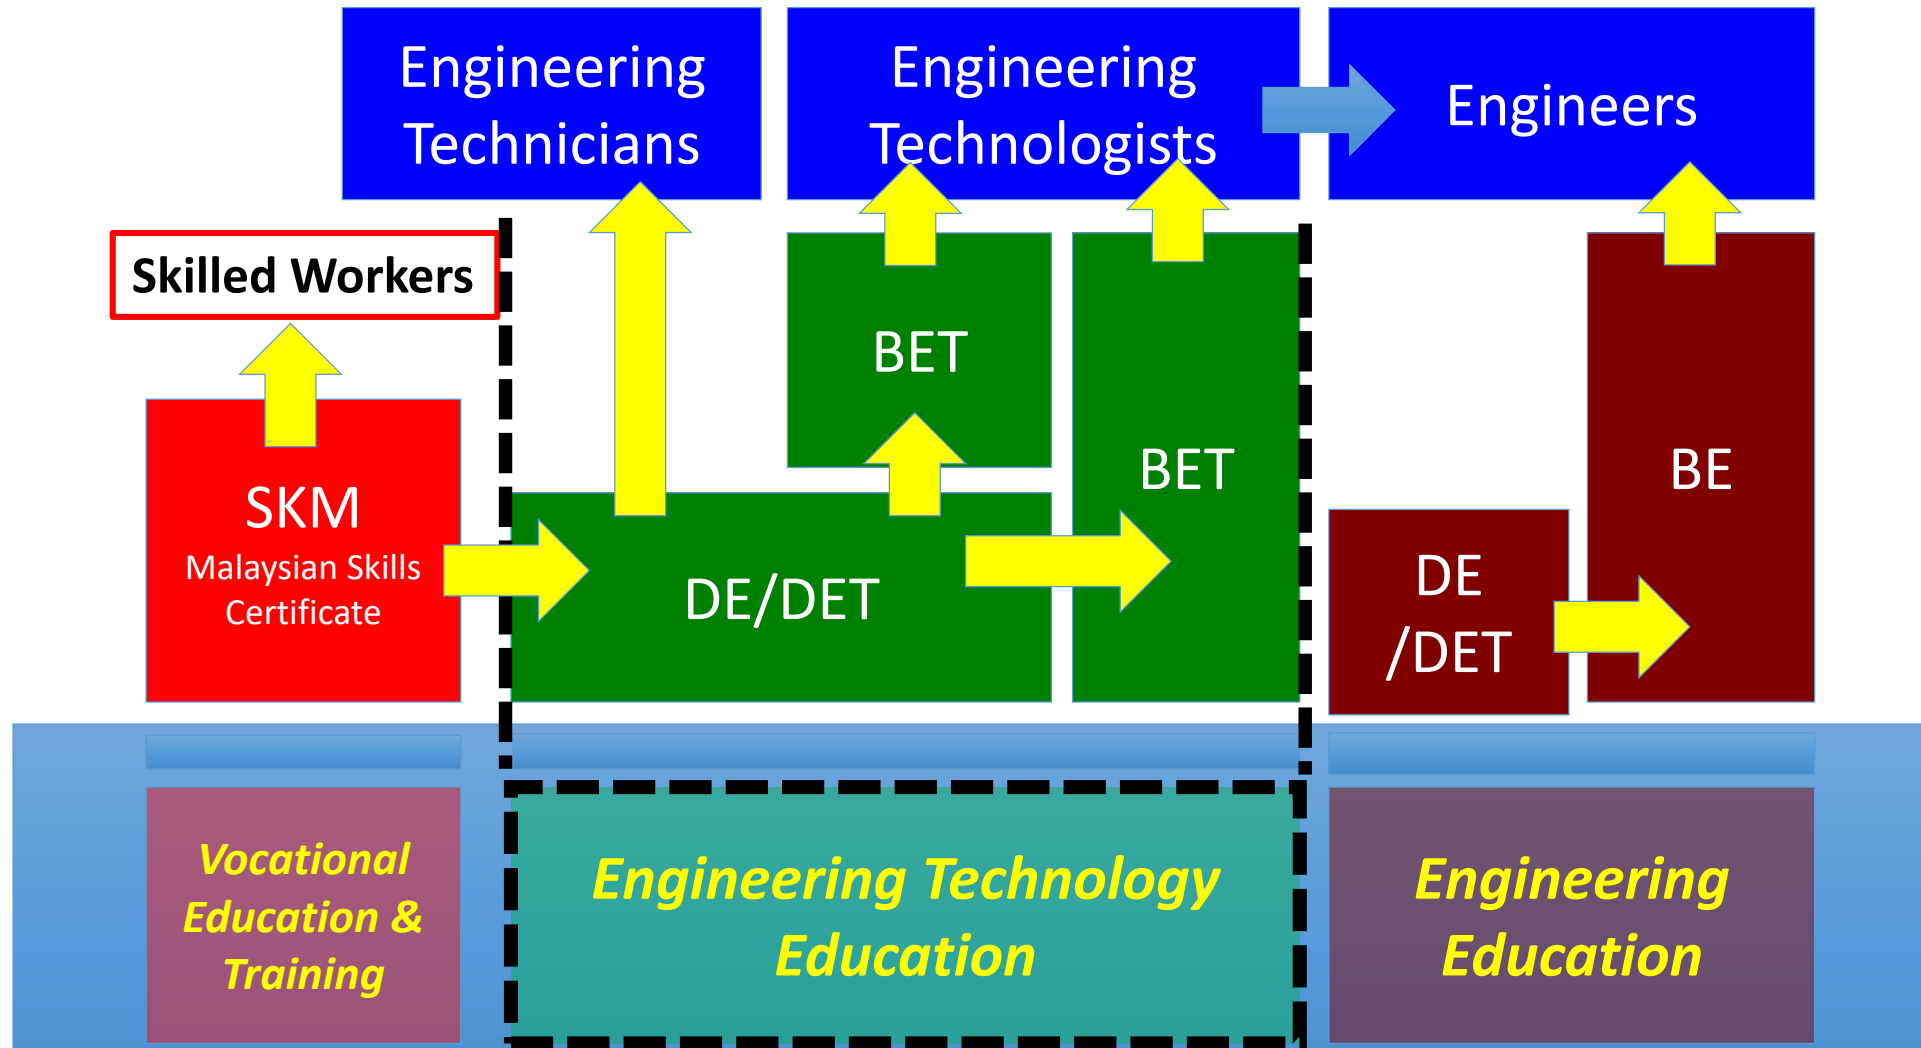 Engineering
Technicians
Engineering
Technologists
Engineers
Skilled Workers
SKM
Malaysian Skills
Certificate
DE/DET
BET
BET
DE
/DET
BE
Vocational
Education &
Training
Engineering Technology
Education
Engineering
Education